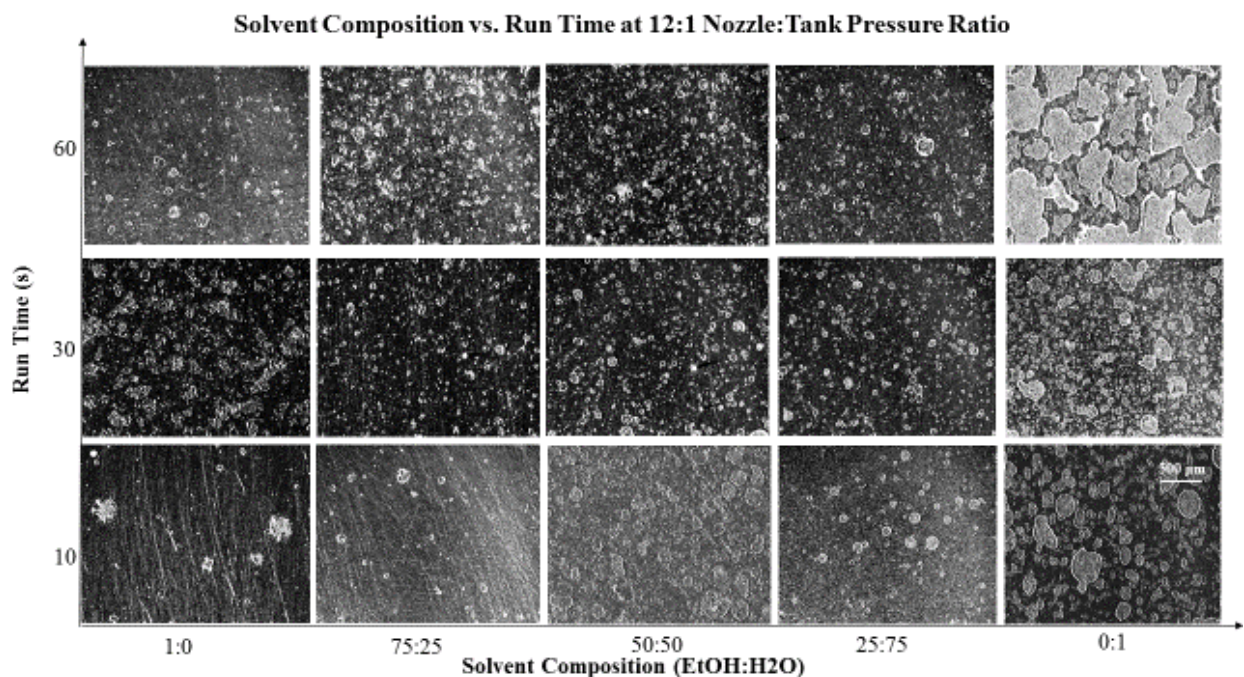 Solvent Composition vs. Run Time at 12:1 Nozzle:Tank Pressure Ratio
60
30
10
Run Time (s)
500 μm
1:0
75:25
50:50
25:75
0:1
Solvent Composition (EtOH:H2O)